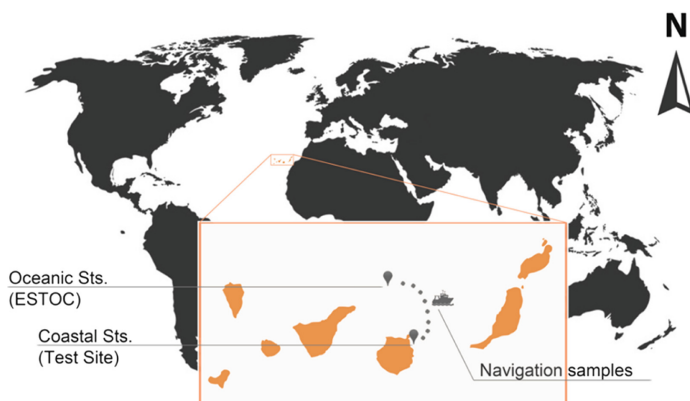 N
Oceanic Sts.
(ESTOC)
Coastal Sts.
(Test Site)
Navigation samples